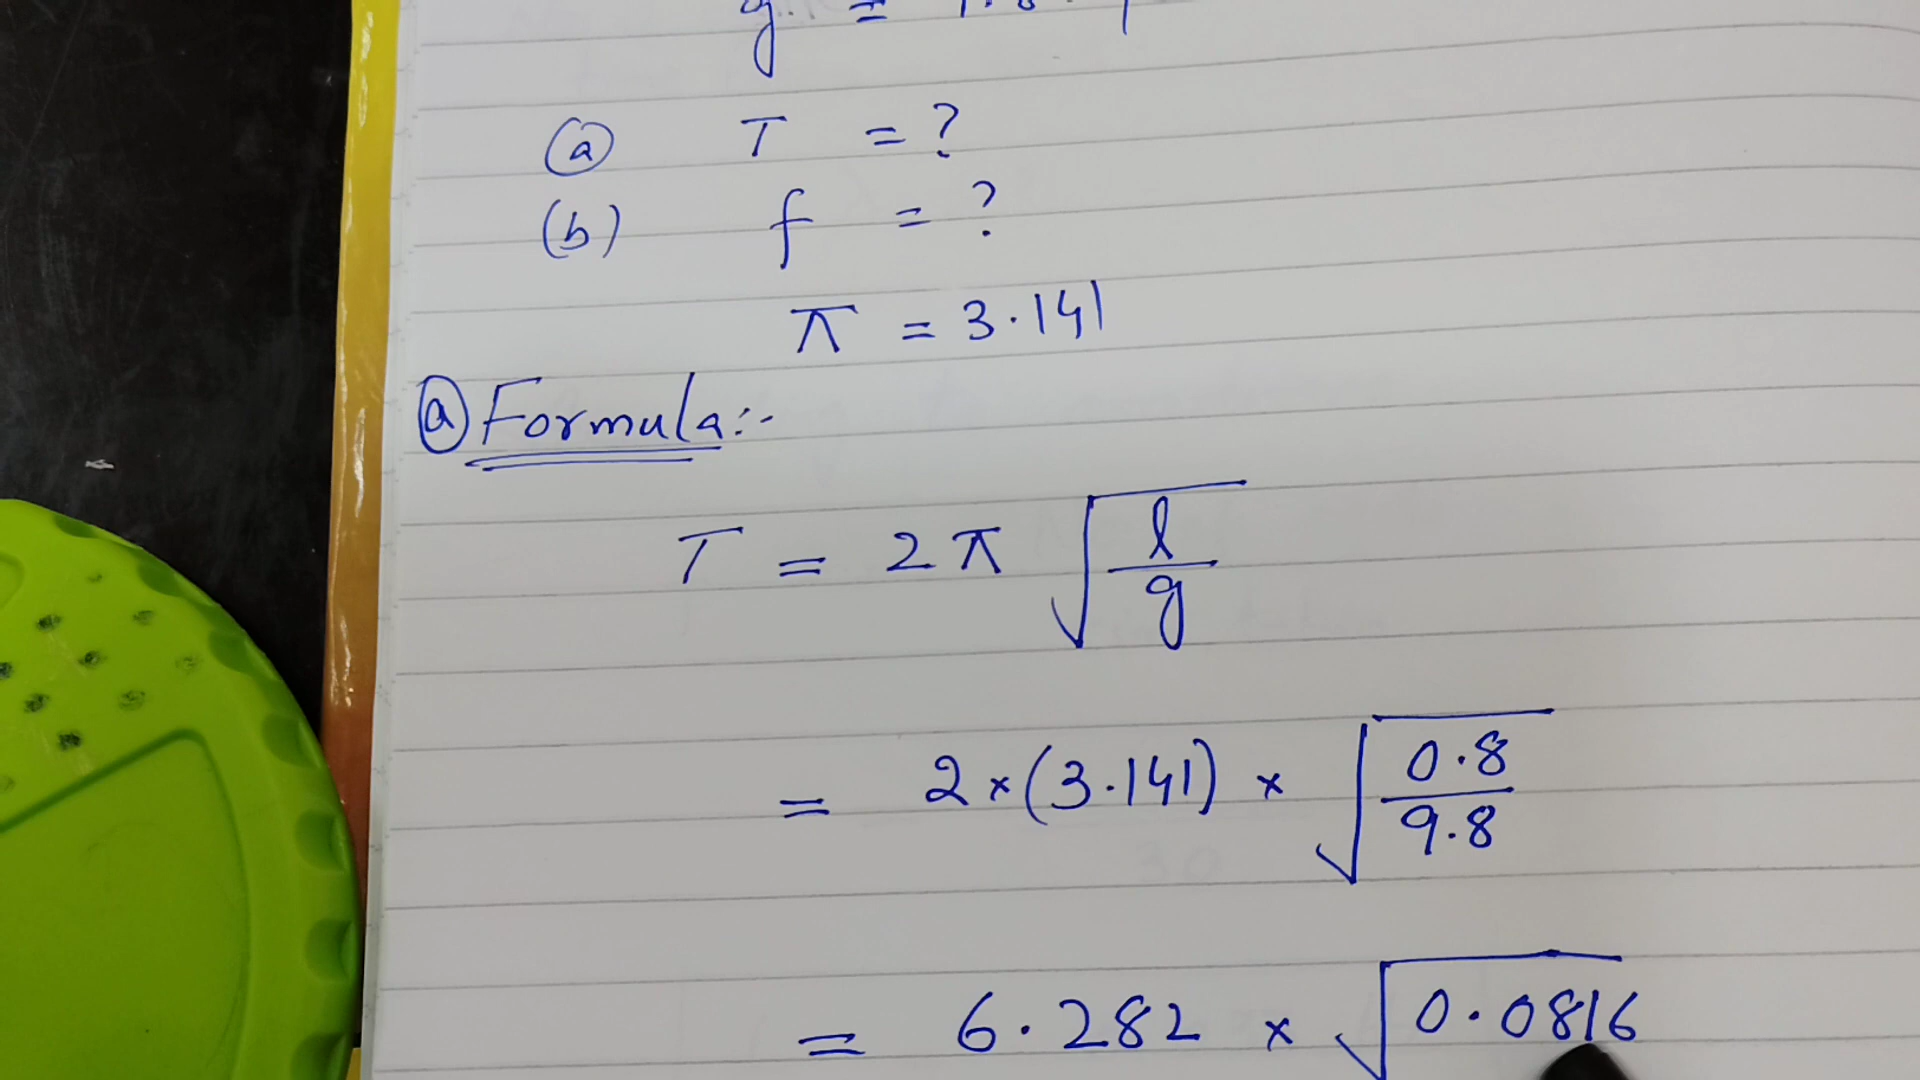 (a) T = ?
(b) f = ?
π = 3.141
(a) Formula:-
T = 2π √(l/g)
= 2×(3.141) × √(0.8/9.8)
= 6.282 × √0.0816